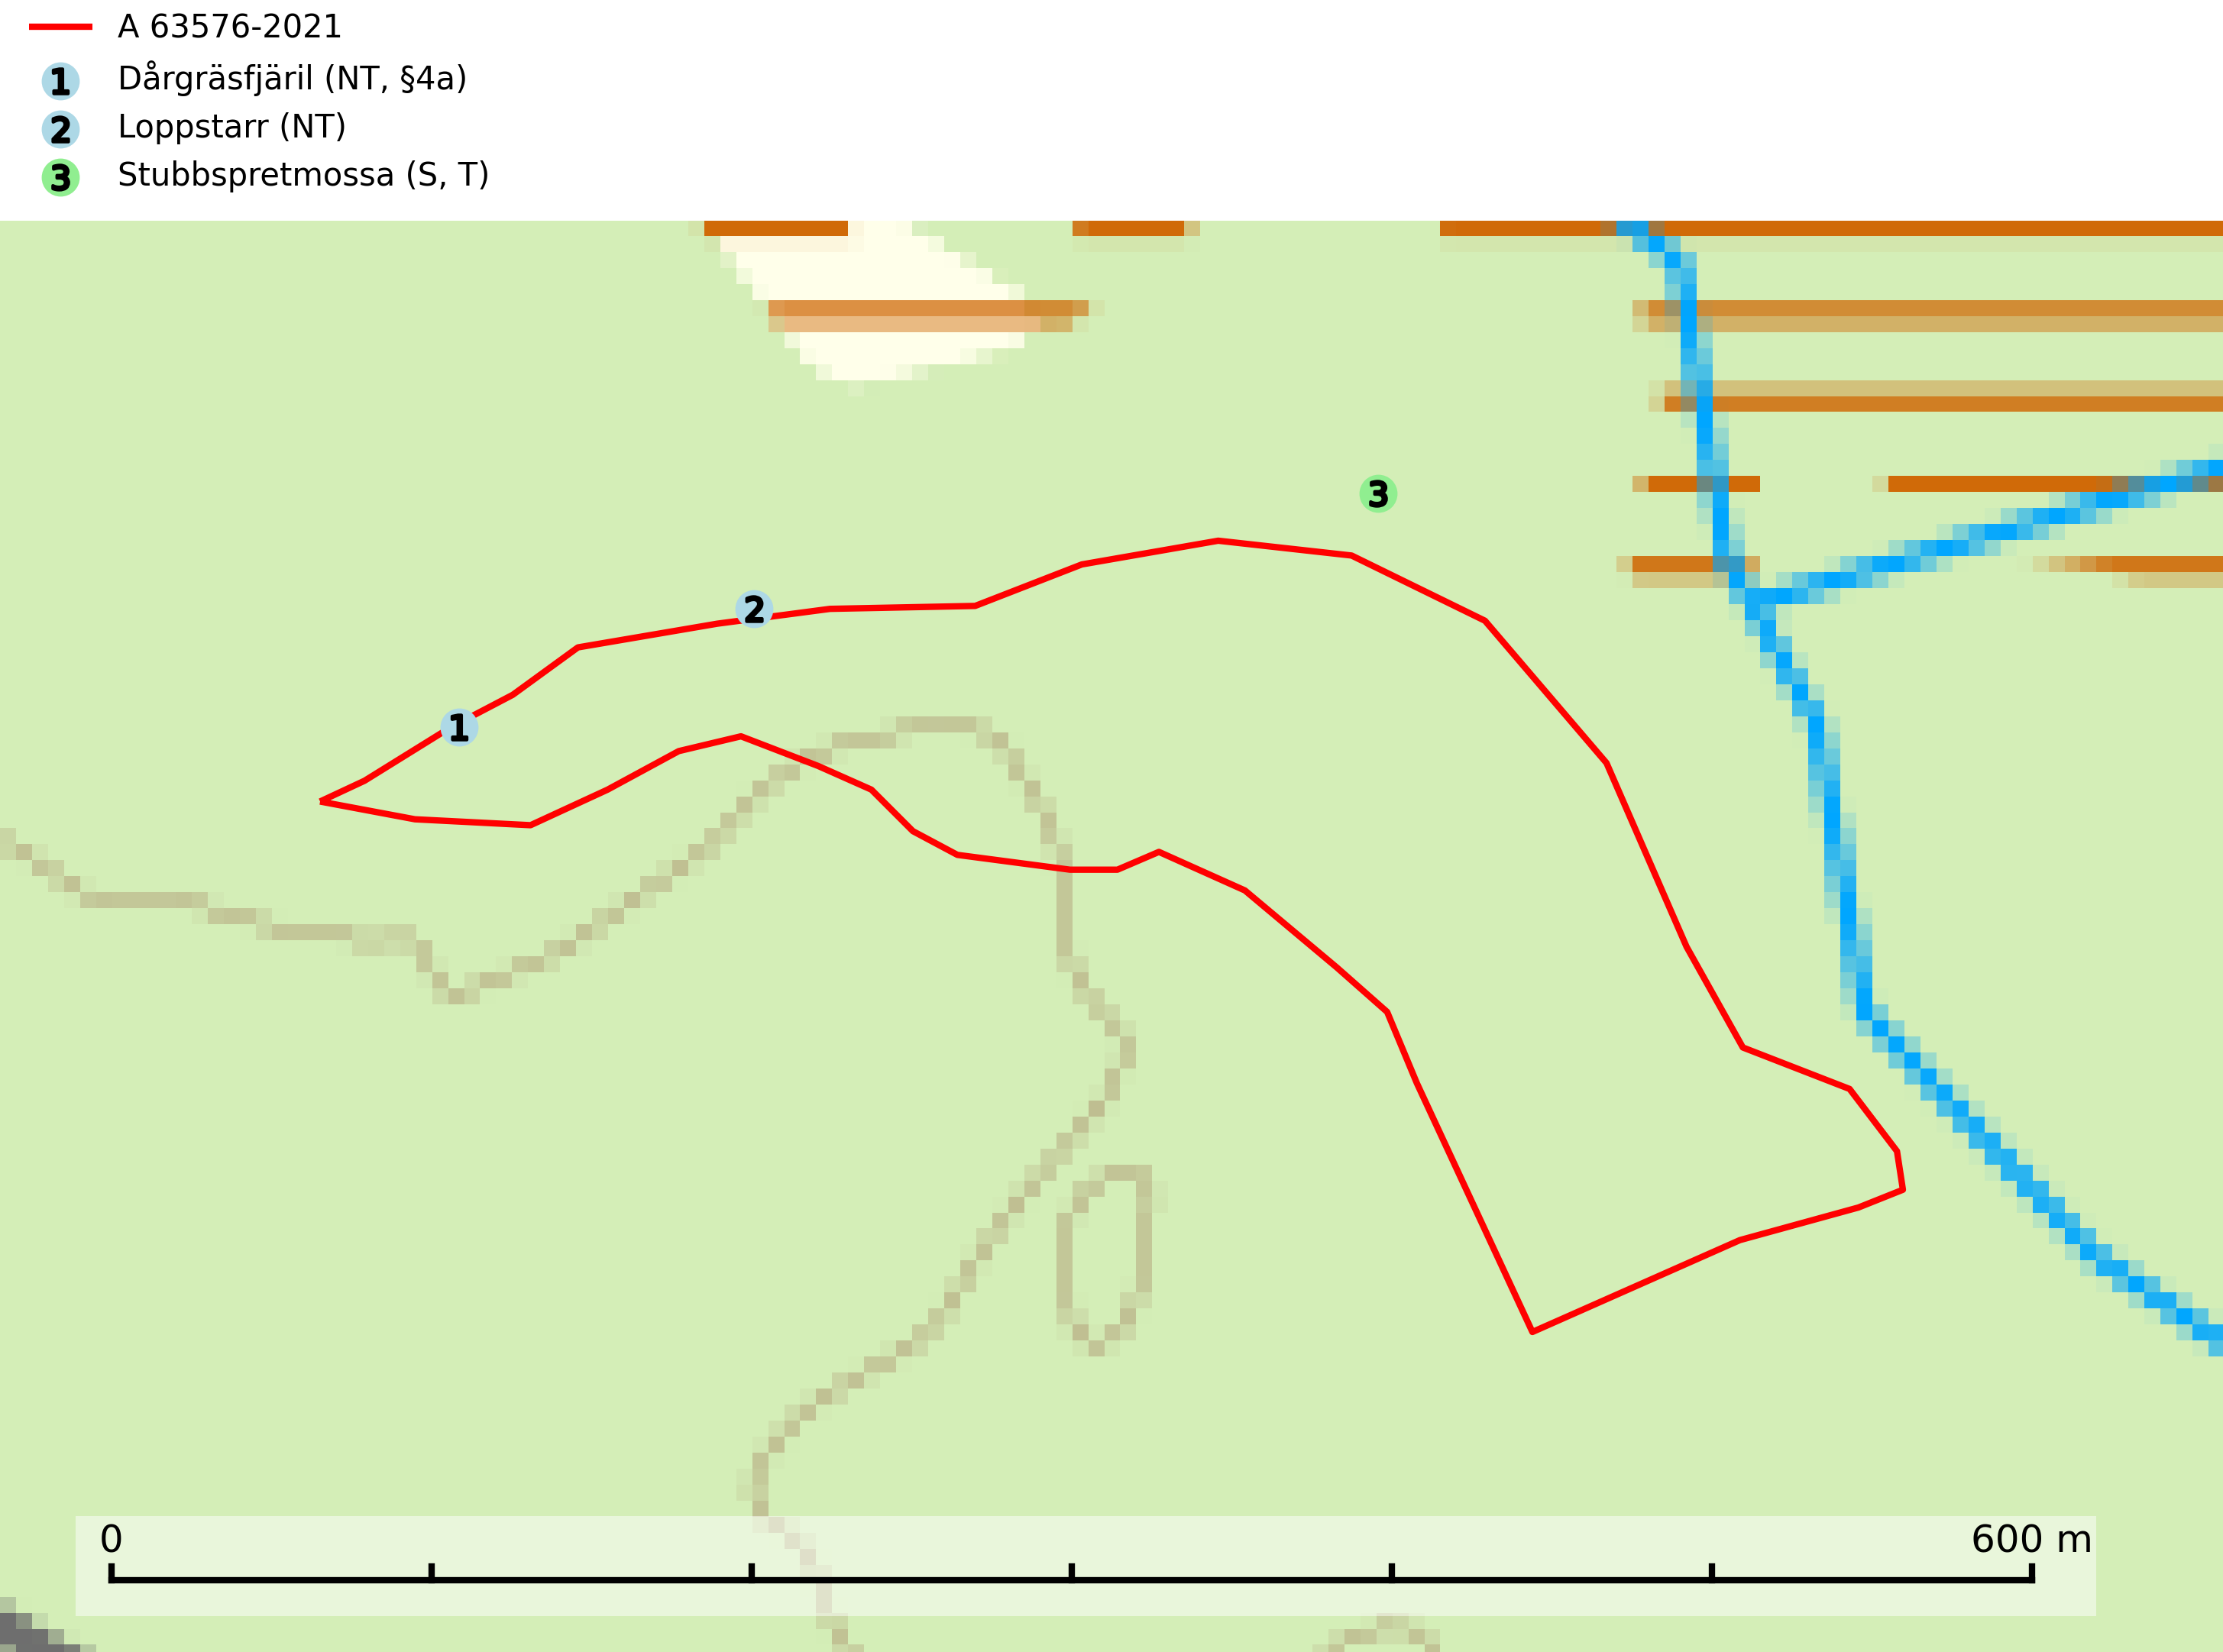 A 63576-2021
1 Dårgräsfjäril (NT, §4a)
2 Loppstarr (NT)
3 Stubbspretmossa (S, T)
3
2
1
0 600 m